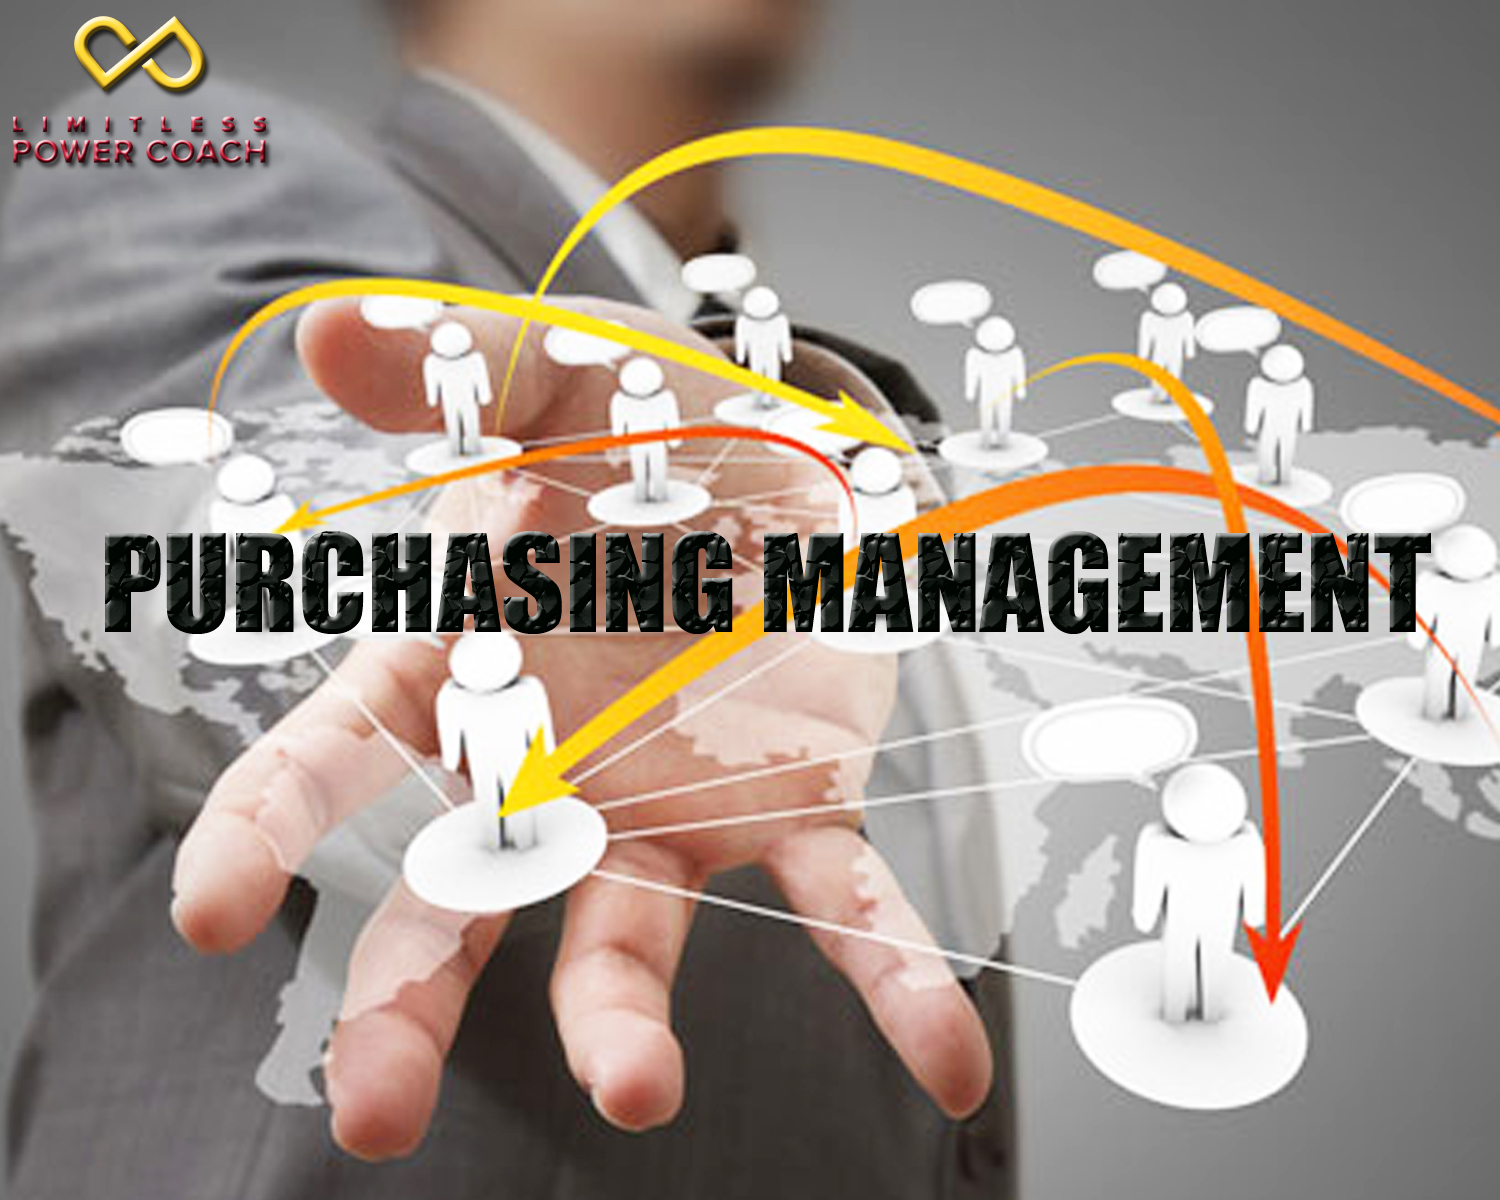 LIMITLESS
POWER COACH
PURCHASING MANAGEMENT